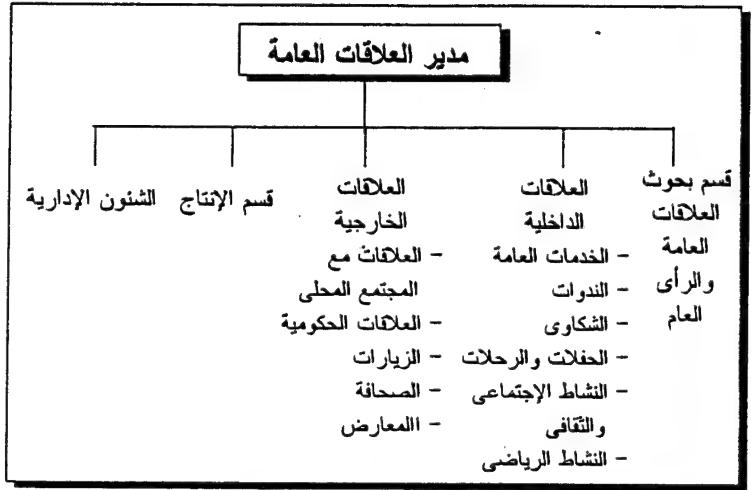 مدير العلاقات العامة
قسم بحوث
العلاقات
العامة
والرأى
العام
العلاقات
الداخلية
– الخدمات العامة
– الندوات
– الشكاوى
– الحفلات والرحلات
– النشاط الإجتماعى
والثقافى
– النشاط الرياضى
العلاقات
الخارجية
– العلاقات مع
المجتمع المحلى
– العلاقات الحكومية
– الزيارات
– الصحافة
– االمعارض
قسم الإنتاج
الشئون الإدارية